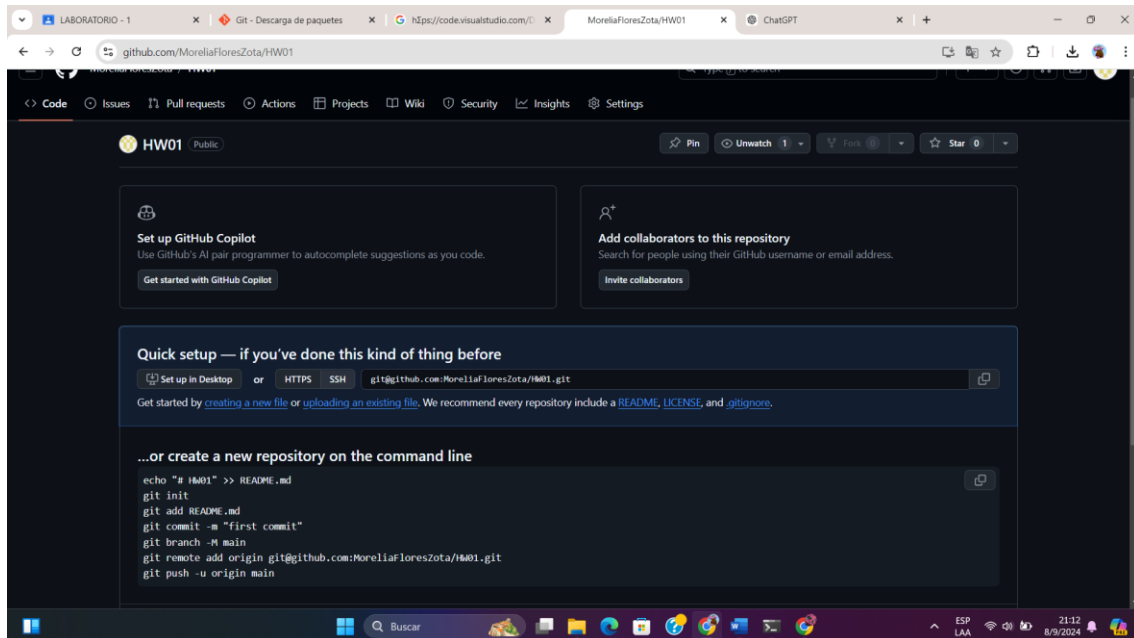 LABORATORIO - 1
Git - Descarga de paquetes
hƩps://code.visualstudio.com/D
MoreliaFloresZota/HW01
ChatGPT
github.com/MoreliaFloresZota/HW01
Code
Issues
Pull requests
Actions
Projects
Wiki
Security
Insights
Settings
HW01 Public
Pin
Unwatch 1
Fork 0
Star 0
Set up GitHub Copilot
Use GitHub's AI pair programmer to autocomplete suggestions as you code.
Get started with GitHub Copilot
Add collaborators to this repository
Search for people using their GitHub username or email address.
Invite collaborators
Quick setup — if you've done this kind of thing before
Set up in Desktop or HTTPS SSH git@github.com:MoreliaFloresZota/HW01.git
Get started by creating a new file or uploading an existing file. We recommend every repository include a README, LICENSE, and .gitignore.
...or create a new repository on the command line
echo "# HW01" >> README.md
git init
git add README.md
git commit -m "first commit"
git branch -M main
git remote add origin git@github.com:MoreliaFloresZota/HW01.git
git push -u origin main
Buscar
ESP
LAA
21:12
8/9/2024